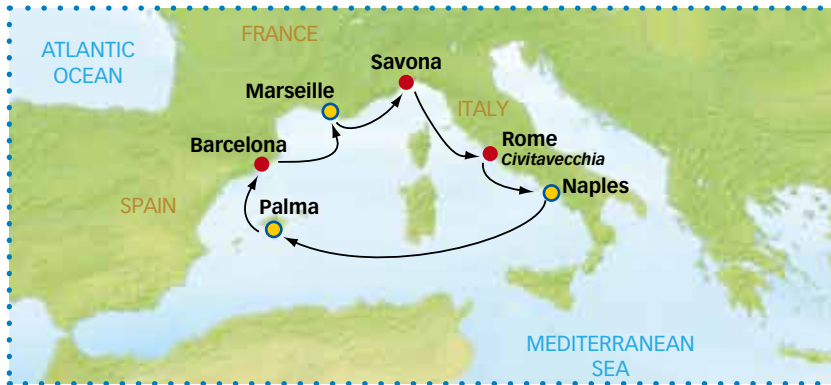 FRANCE
ATLANTIC
OCEAN
Savona
Marseille
ITALY
Barcelona
Rome
Civitavecchia
Naples
SPAIN
Palma
MEDITERRANEAN
SEA